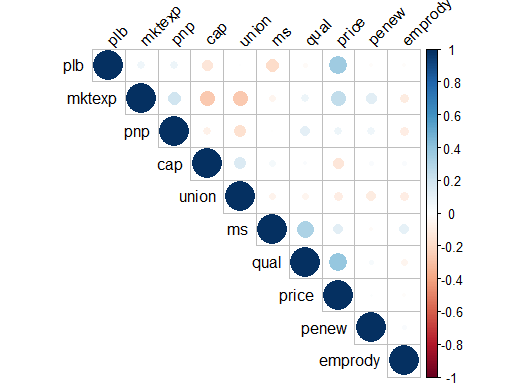 plb mktexp pnp cap union ms qual price penew emprody
plb
mktexp
pnp
cap
union
ms
qual
price
penew
emprody
1
0.8
0.6
0.4
0.2
0
-0.2
-0.4
-0.6
-0.8
-1